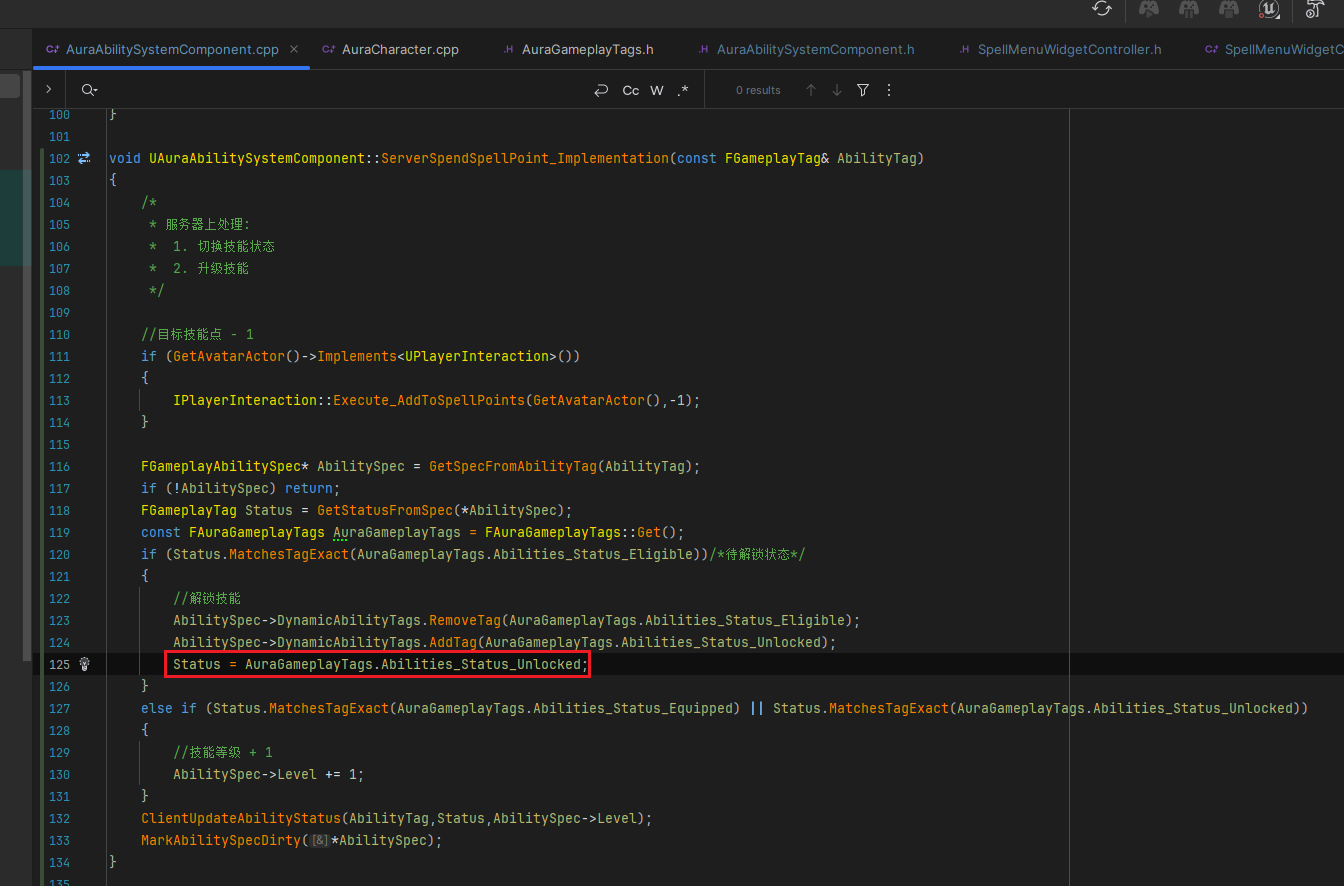 AuraAbilitySystemComponent.cpp × AuraCharacter.cpp AuraGameplayTags.h AuraAbilitySystemComponent.h SpellMenuWidgetController.h SpellMenuWidgetC
Cc W .* 0 results
100 }
101
102 void UAuraAbilitySystemComponent::ServerSpendSpellPoint_Implementation(const FGameplayTag& AbilityTag)
103 {
104 /*
105 * 服务器上处理:
106 * 1. 切换技能状态
107 * 2. 升级技能
108 */
109
110 //目标技能点 - 1
111 if (GetAvatarActor()->Implements<UPlayerInteraction>())
112 {
113 IPlayerInteraction::Execute_AddToSpellPoints(GetAvatarActor(),-1);
114 }
115
116 FGameplayAbilitySpec* AbilitySpec = GetSpecFromAbilityTag(AbilityTag);
117 if (!AbilitySpec) return;
118 FGameplayTag Status = GetStatusFromSpec(*AbilitySpec);
119 const FAuraGameplayTags AuraGameplayTags = FAuraGameplayTags::Get();
120 if (Status.MatchesTagExact(AuraGameplayTags.Abilities_Status_Eligible))/*待解锁状态*/
121 {
122 //解锁技能
123 AbilitySpec->DynamicAbilityTags.RemoveTag(AuraGameplayTags.Abilities_Status_Eligible);
124 AbilitySpec->DynamicAbilityTags.AddTag(AuraGameplayTags.Abilities_Status_Unlocked);
125 Status = AuraGameplayTags.Abilities_Status_Unlocked;
126 }
127 else if (Status.MatchesTagExact(AuraGameplayTags.Abilities_Status_Equipped) || Status.MatchesTagExact(AuraGameplayTags.Abilities_Status_Unlocked))
128 {
129 //技能等级 + 1
130 AbilitySpec->Level += 1;
131 }
132 ClientUpdateAbilityStatus(AbilityTag,Status,AbilitySpec->Level);
133 MarkAbilitySpecDirty([&]*AbilitySpec);
134 }
135